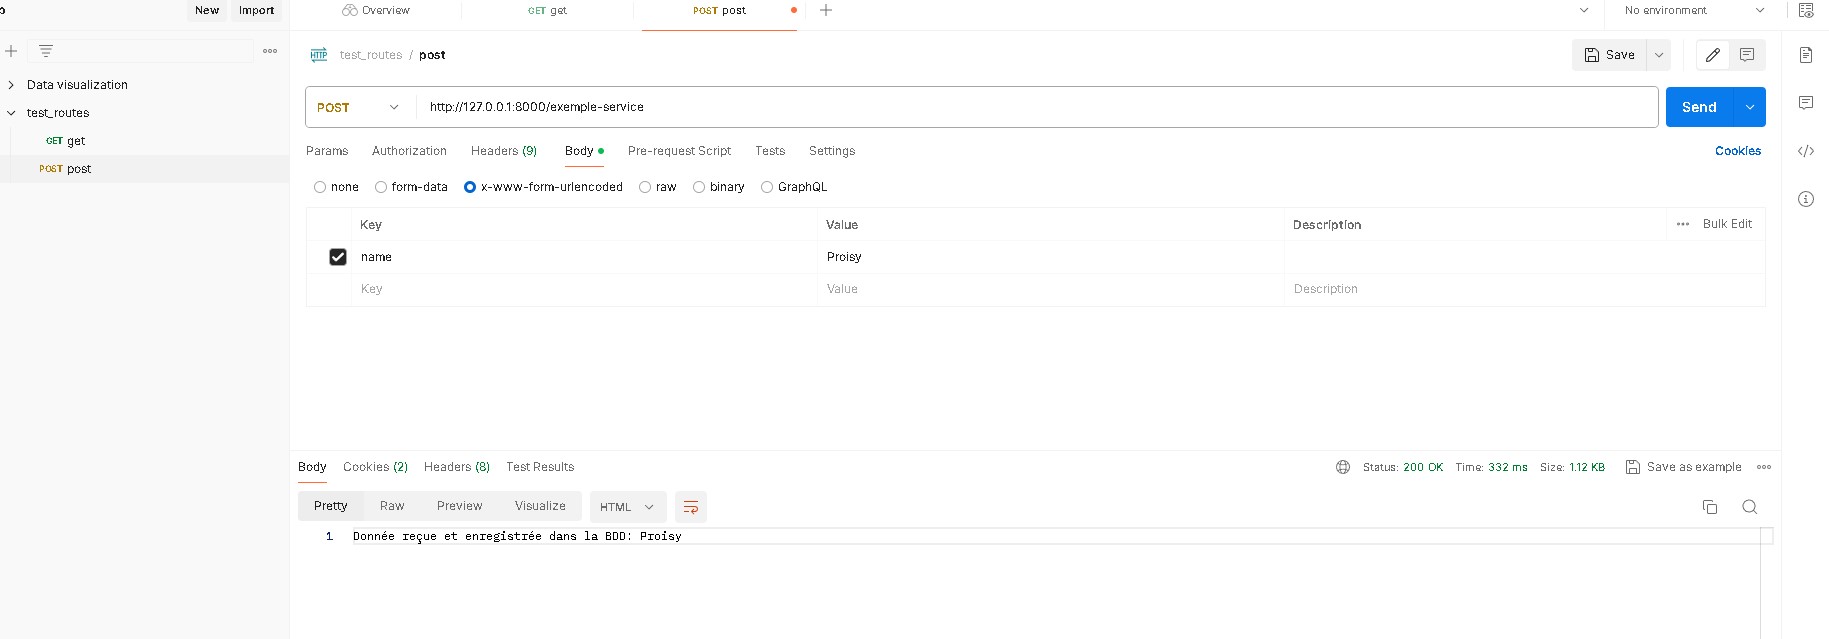 New Import
Overview
GET get
POST post
No environment
test_routes / post
Save
Data visualization
test_routes
GET get
POST post
POST http://127.0.0.1:8000/exemple-service
Send
Params Authorization Headers (9) Body Pre-request Script Tests Settings Cookies
none form-data x-www-form-urlencoded raw binary GraphQL
Key Value Description Bulk Edit
name Proisy
Key Value Description
Body Cookies (2) Headers (8) Test Results
Status: 200 OK Time: 332 ms Size: 1.12 KB Save as example
Pretty Raw Preview Visualize HTML
1 Donnée reçue et enregistrée dans la BDD: Proisy